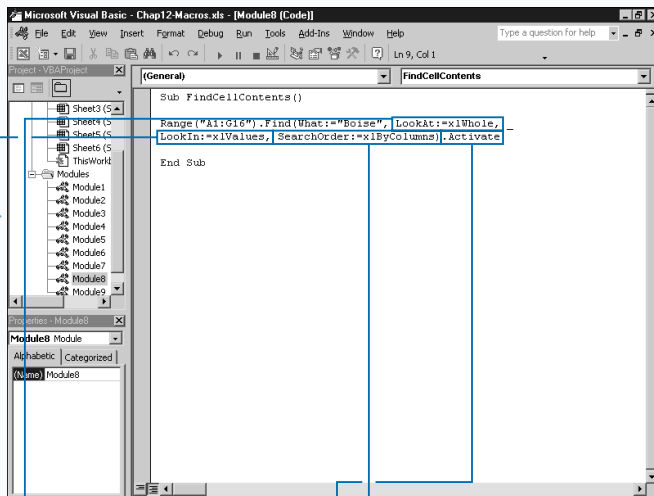 Microsoft Visual Basic - Chap12-Macros.xls - [Module8 (Code)]
File Edit View Insert Format Debug Run Tools Add-Ins Window Help
Type a question for help
Ln 9, Col 1
Project - VBAProject
(General)
FindCellContents
Sheet3 (S
Sheet4 (S
Sheet5 (S
Sheet6 (S
ThisWorkb
Modules
Module1
Module2
Module3
Module4
Module5
Module6
Module7
Module8
Module9
Sub FindCellContents()
Range("A1:G16").Find(What:="Boise", LookAt:=xlWhole, _
LookIn:=xlValues, SearchOrder:=xlByColumns).Activate
End Sub
Properties - Module8
Module8 Module
Alphabetic Categorized
(Name) Module8